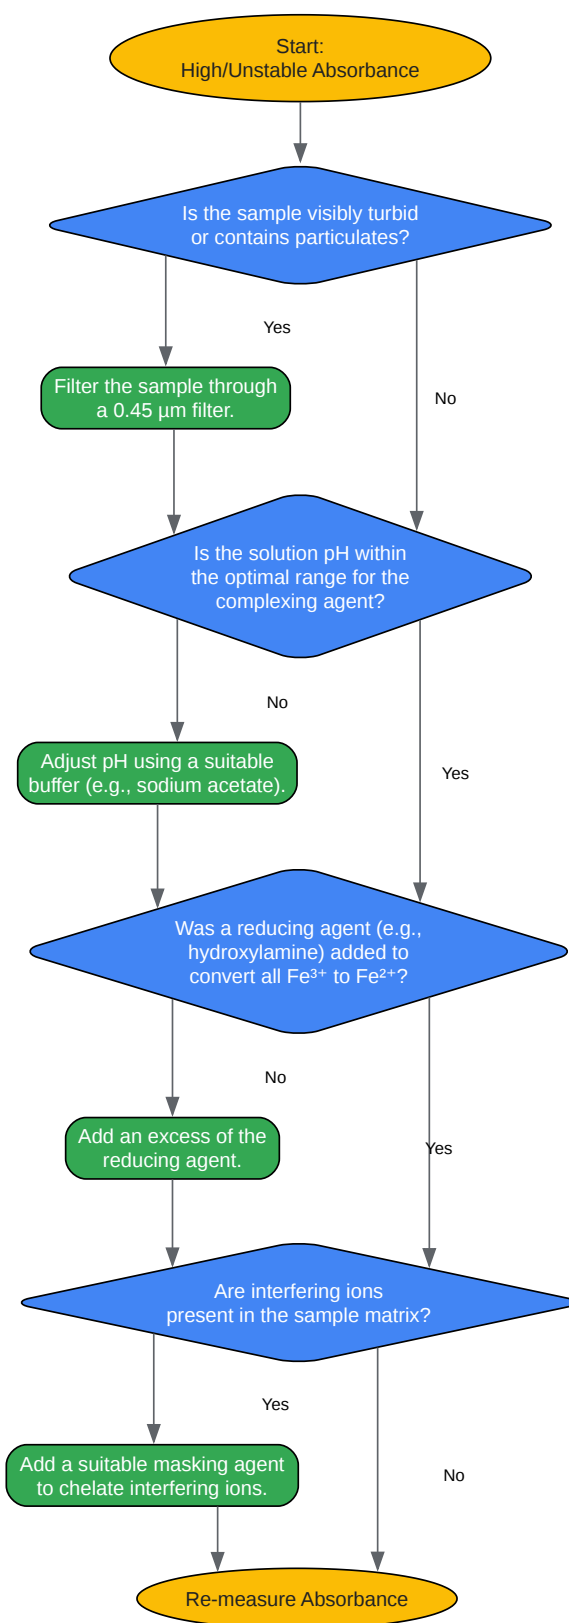 Start:
High/Unstable Absorbance
Is the sample visibly turbid
or contains particulates?
Yes
Filter the sample through
a 0.45 µm filter.
No
Is the solution pH within
the optimal range for the
complexing agent?
No
Adjust pH using a suitable
buffer (e.g., sodium acetate).
Yes
Was a reducing agent (e.g.,
hydroxylamine) added to
convert all Fe³⁺ to Fe²⁺?
No
Add an excess of the
reducing agent.
Yes
Are interfering ions
present in the sample matrix?
Yes
Add a suitable masking agent
to chelate interfering ions.
No
Re-measure Absorbance